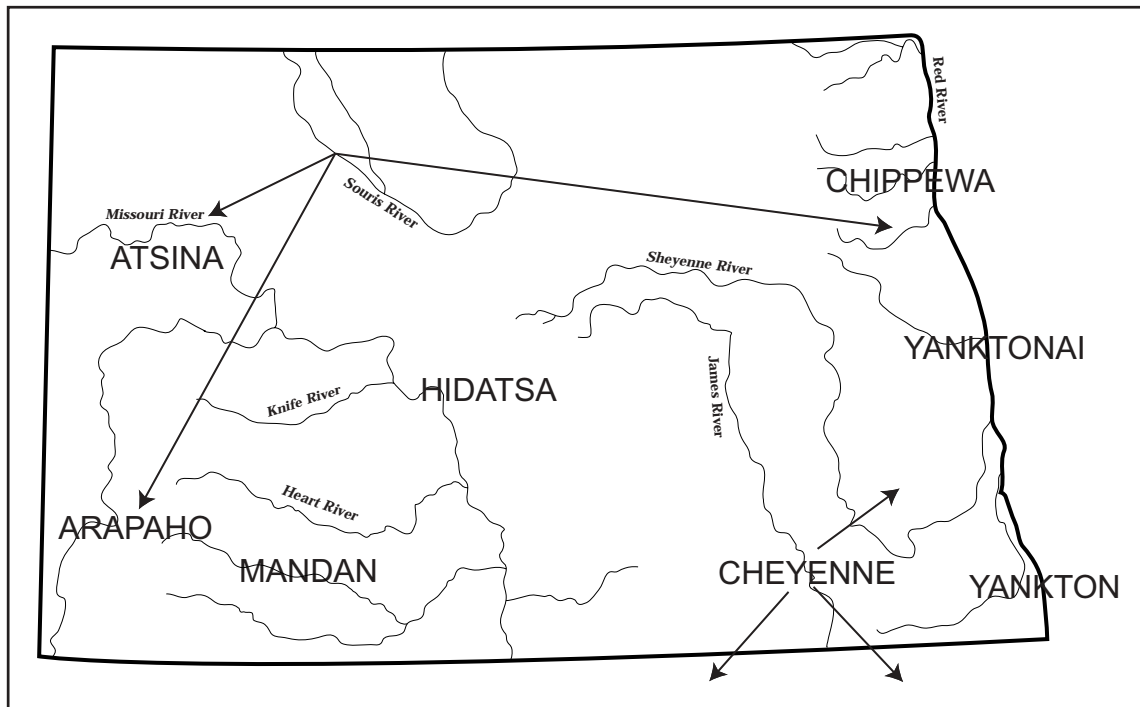 Red River
CHIPPEWA
Souris River
Missouri River
ATSINA
Sheyenne River
YANKTONAI
James River
HIDATSA
Knife River
Heart River
ARAPAHO
MANDAN
CHEYENNE
YANKTON